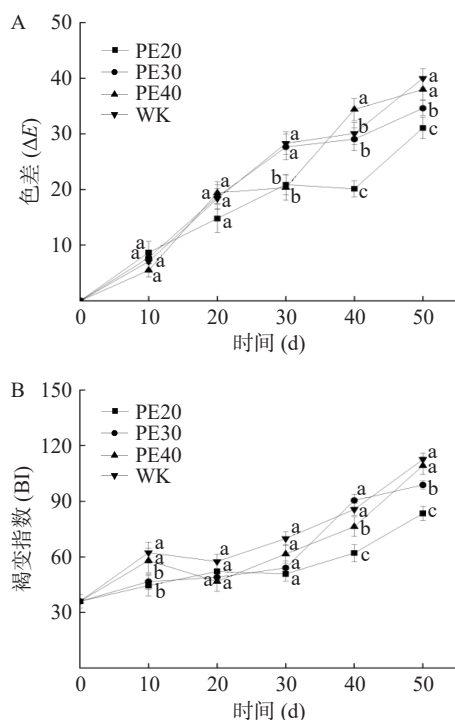 A
PE20
PE30
PE40
WK
色差 (ΔE)
50
40
30
20
10
0 10 20 30 40 50
时间 (d)
a a a a
a a a a
a a b b
a b b c
a a b c
B
PE20
PE30
PE40
WK
褐变指数 (BI)
150
120
90
60
30
0 10 20 30 40 50
时间 (d)
a a b b
a a a a
a a a a
a a b c
a a b c